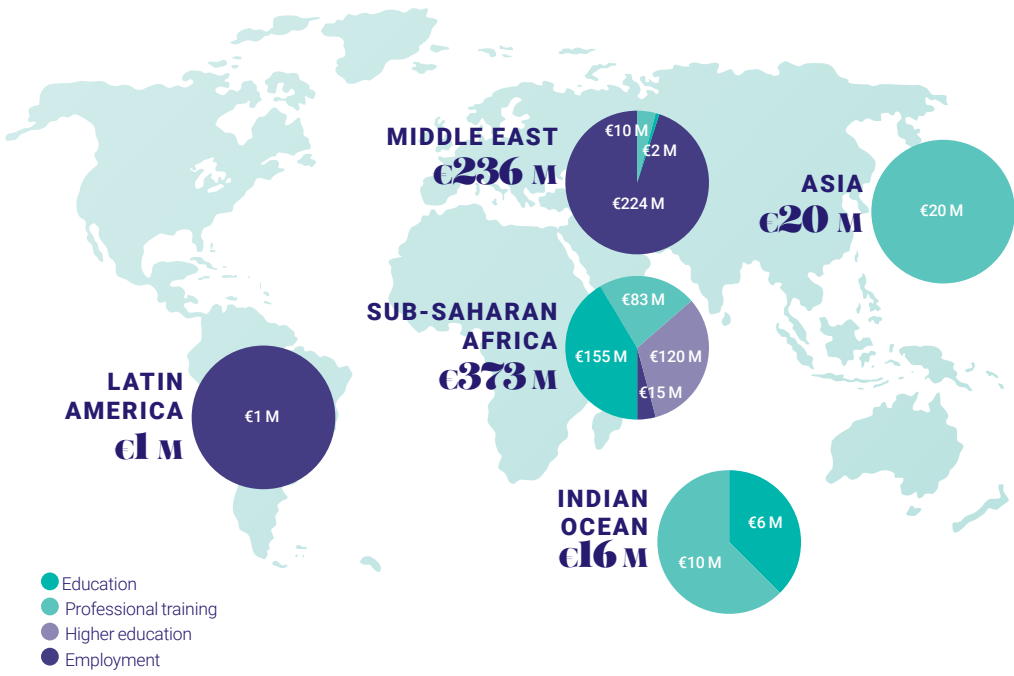 MIDDLE EAST
€236 M
€10 M
€2 M
€224 M
ASIA
€20 M
€20 M
SUB-SAHARAN
AFRICA
€373 M
€83 M
€155 M
€120 M
€15 M
LATIN
AMERICA
€1 M
€1 M
INDIAN
OCEAN
€16 M
€6 M
€10 M
Education
Professional training
Higher education
Employment